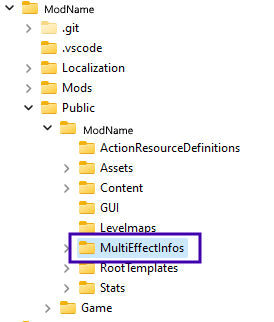 ModName
.git
.vscode
Localization
Mods
Public
ModName
ActionResourceDefinitions
Assets
Content
GUI
Levelmaps
MultiEffectInfos
RootTemplates
Stats
Game